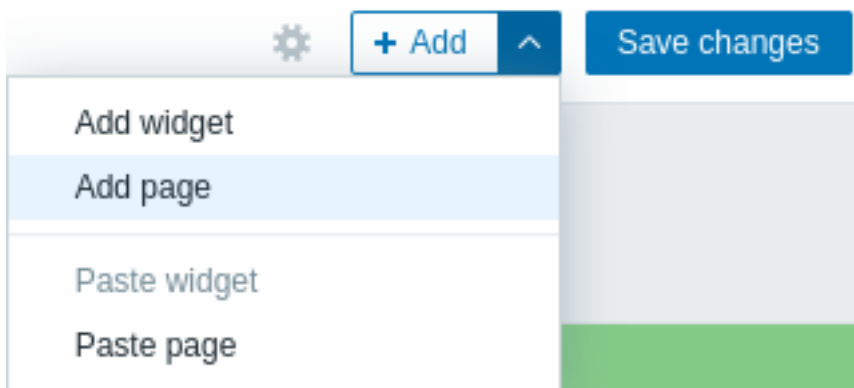 + Add Save changes
Add widget
Add page
Paste widget
Paste page